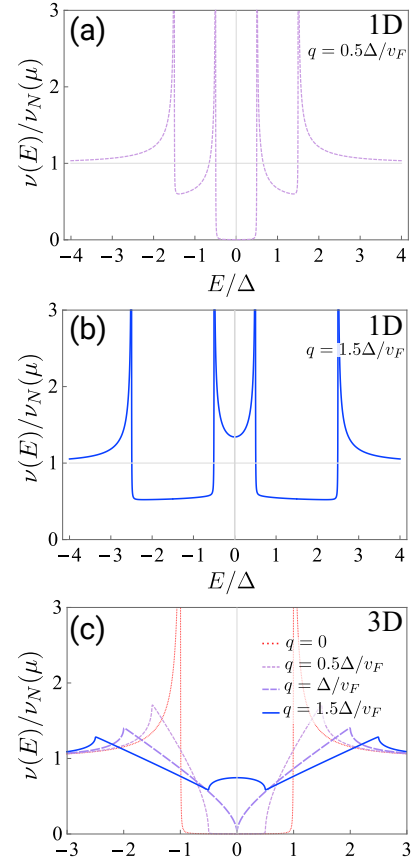 (a)
1D
q = 0.5Δ/v_F
ν(E)/ν_N(μ)
3
2
1
0
−4 −3 −2 −1 0 1 2 3 4
E/Δ
(b)
1D
q = 1.5Δ/v_F
ν(E)/ν_N(μ)
3
2
1
0
−4 −3 −2 −1 0 1 2 3 4
E/Δ
(c)
3D
q = 0
q = 0.5Δ/v_F
q = Δ/v_F
q = 1.5Δ/v_F
ν(E)/ν_N(μ)
3
2
1
0
−3 −2 −1 0 1 2 3